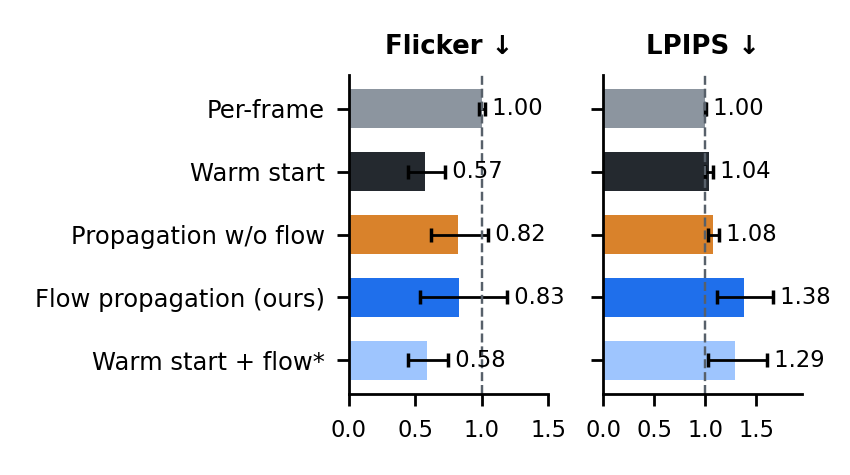 Flicker ↓ LPIPS ↓
Per-frame 1.00 1.00
Warm start 0.57 1.04
Propagation w/o flow 0.82 1.08
Flow propagation (ours) 0.83 1.38
Warm start + flow* 0.58 1.29
0.0 0.5 1.0 1.5 0.0 0.5 1.0 1.5